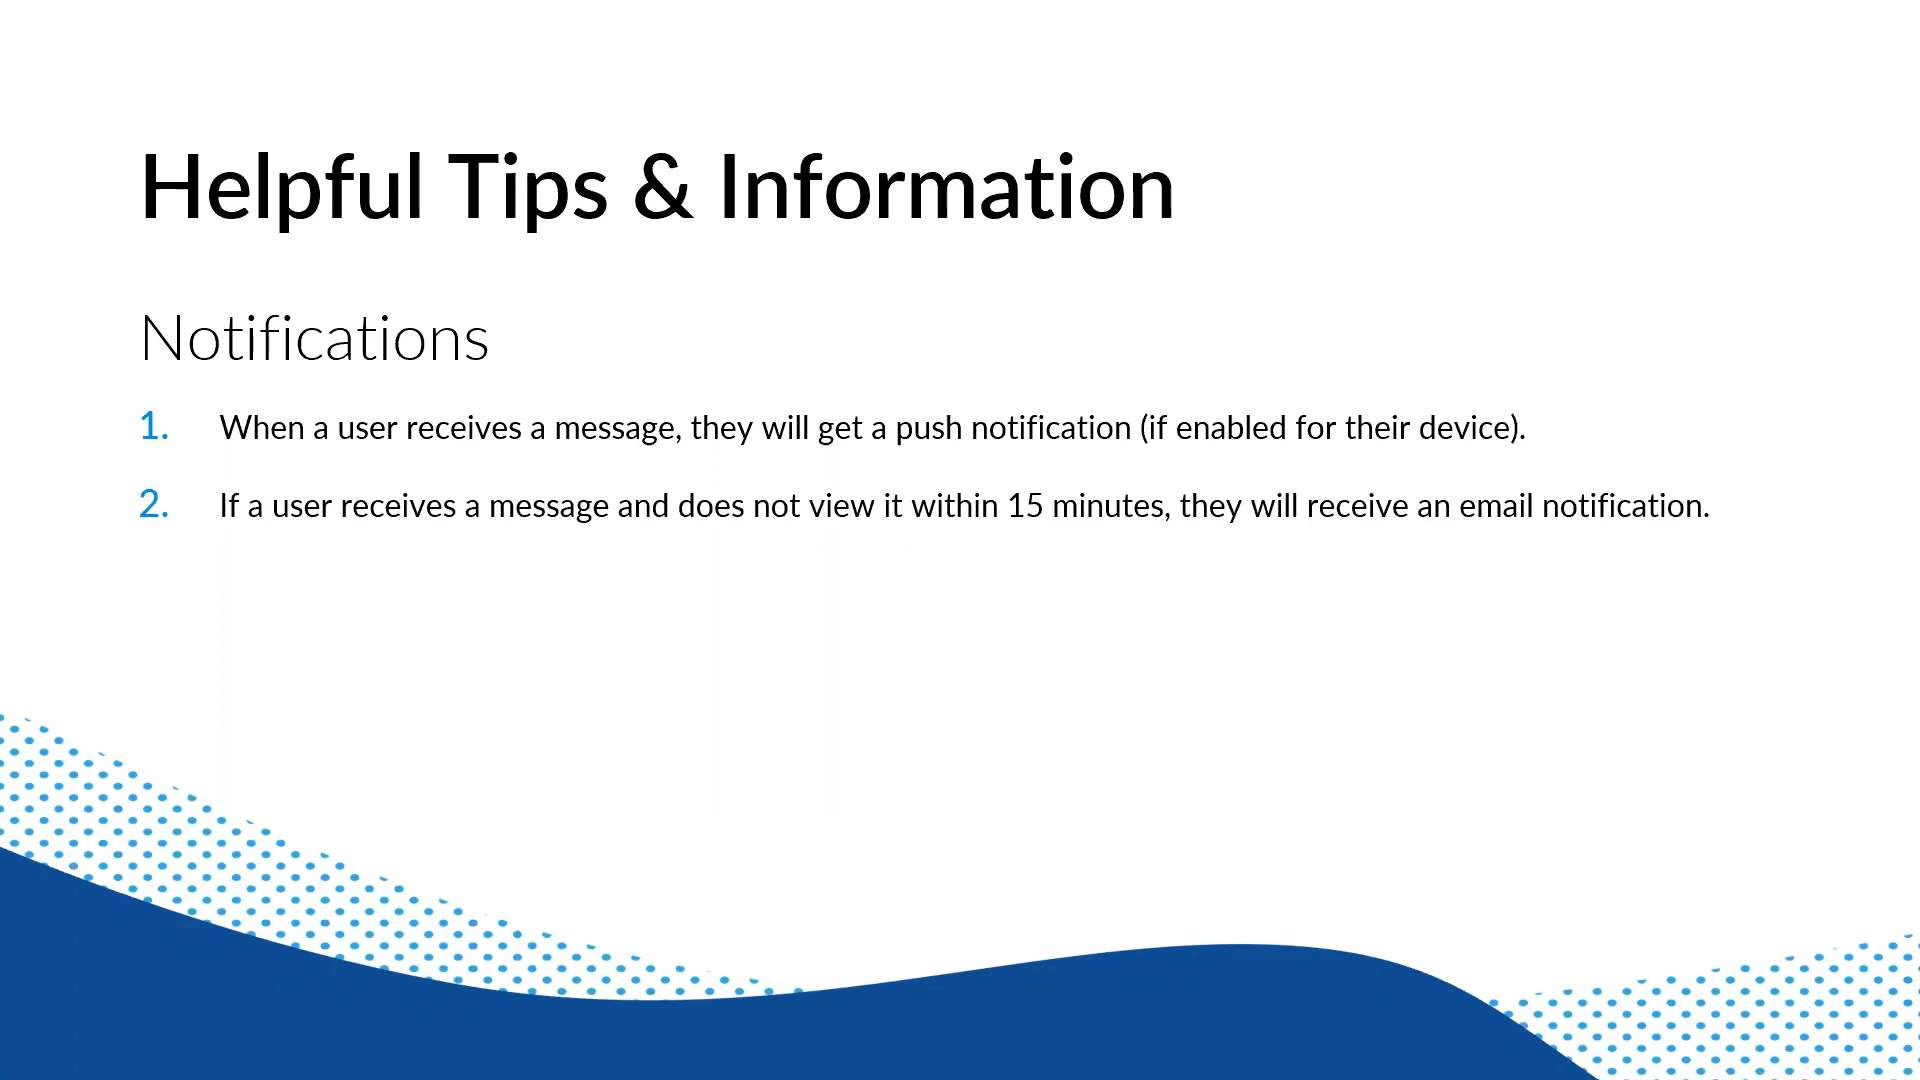 Helpful Tips & Information
Notifications
1. When a user receives a message, they will get a push notification (if enabled for their device).
2. If a user receives a message and does not view it within 15 minutes, they will receive an email notification.